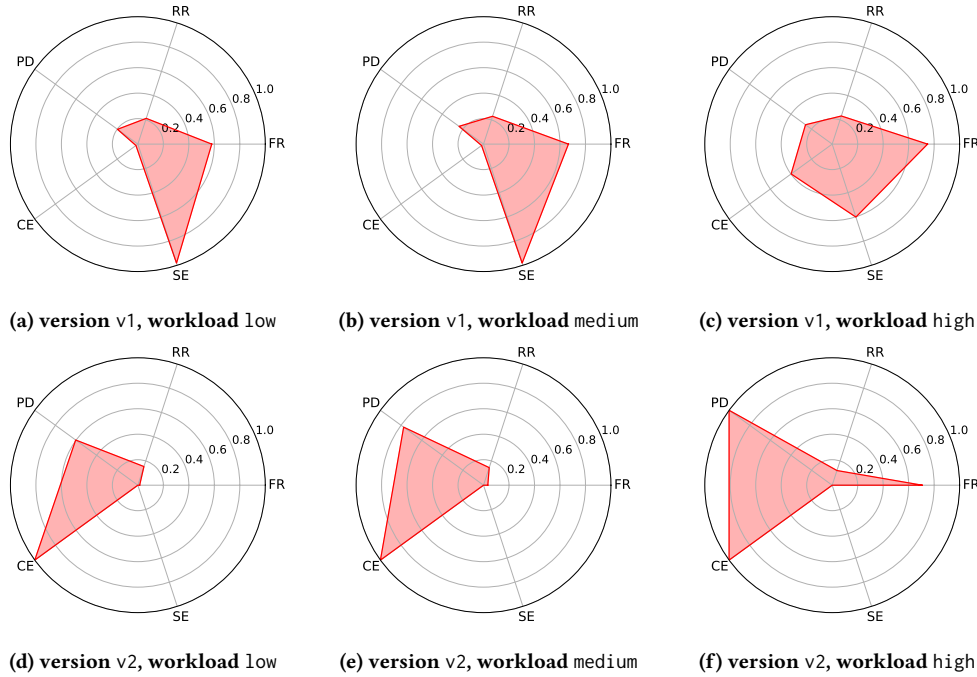 RR
PD
1.0
0.8
0.6
0.4
0.2
FR
CE
SE
(a) version v1, workload low
RR
PD
1.0
0.8
0.6
0.4
0.2
FR
CE
SE
(b) version v1, workload medium
RR
PD
1.0
0.8
0.6
0.4
0.2
FR
CE
SE
(c) version v1, workload high
RR
PD
1.0
0.8
0.6
0.4
0.2
FR
CE
SE
(d) version v2, workload low
RR
PD
1.0
0.8
0.6
0.4
0.2
FR
CE
SE
(e) version v2, workload medium
RR
PD
1.0
0.8
0.6
0.4
0.2
FR
CE
SE
(f) version v2, workload high